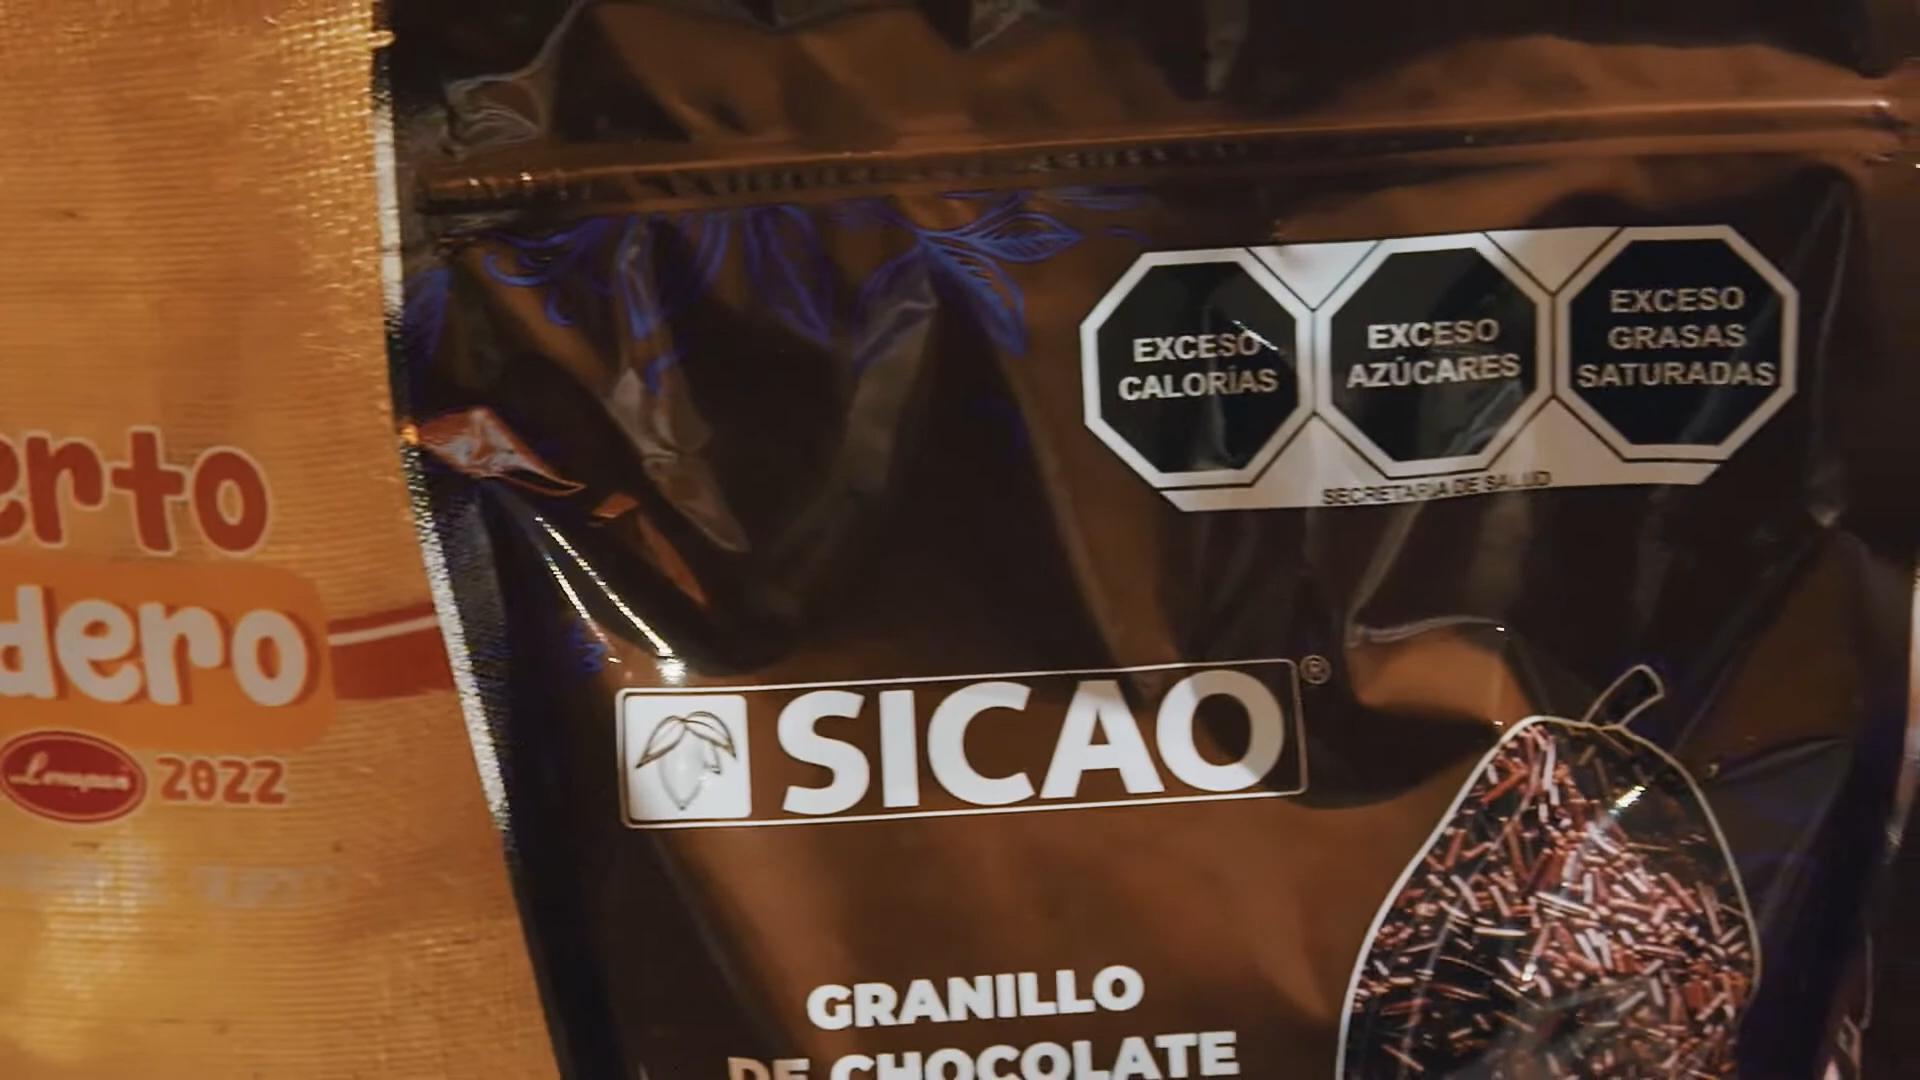 erto
dero
2022
EXCESO
CALORÍAS
EXCESO
AZÚCARES
EXCESO
GRASAS
SATURADAS
SECRETARÍA DE SALUD
SICAO®
GRANILLO
DE CHOCOLATE